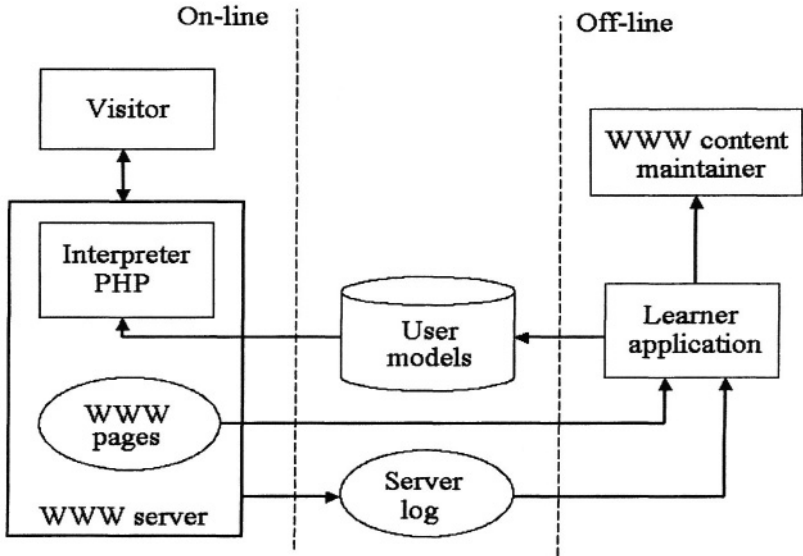 On-line
Off-line
Visitor
WWW content
maintainer
Interpreter
PHP
User
models
Learner
application
WWW
pages
Server
log
WWW server